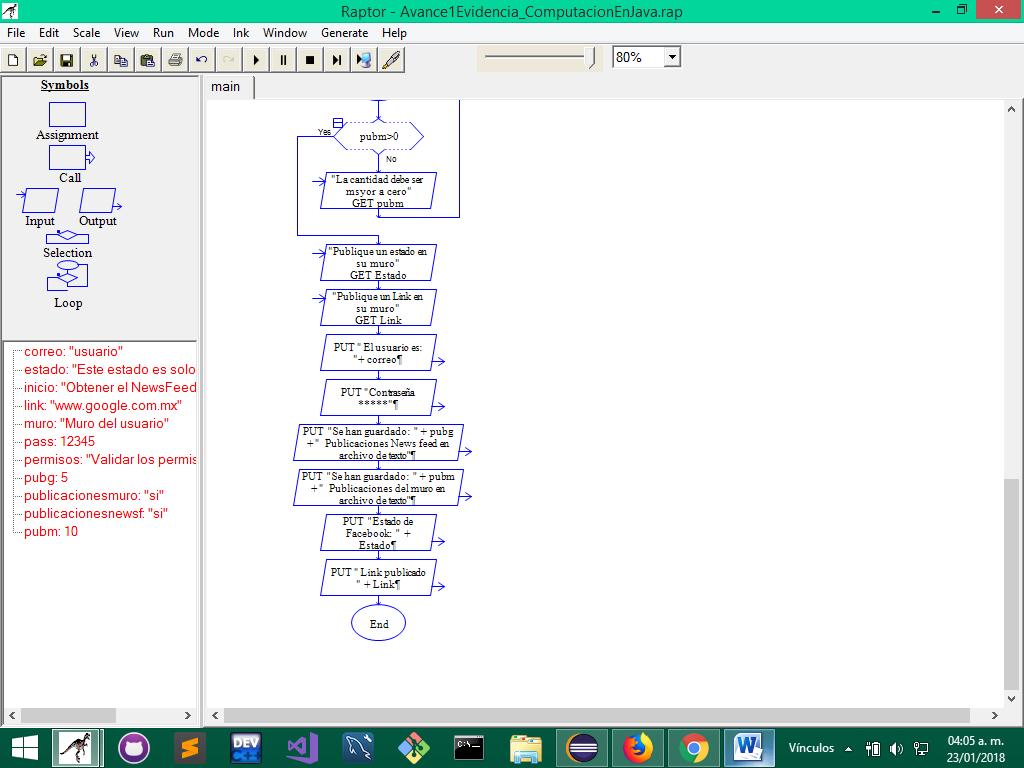 Raptor - Avance1Evidencia_ComputacionEnJava.rap
File Edit Scale View Run Mode Ink Window Generate Help
80%
Symbols
Assignment
Call
Input Output
Selection
Loop
correo: "usuario"
estado: "Este estado es solo
inicio: "Obtener el NewsFeed
link: "www.google.com.mx"
muro: "Muro del usuario"
pass: 12345
permisos: "Validar los permis
pubg: 5
publicacionesmuro: "si"
publicacionesnewsf: "si"
pubm: 10
main
Yes
pubm>0
No
"La cantidad debe ser
msyor a cero"
GET pubm
"Publique un estado en
su muro"
GET Estado
"Publique un Link en
su muro"
GET Link
PUT " El usuario es:
"+ correo¶
PUT "Contraseña
*****"¶
PUT "Se han guardado: " + pubg
+" Publicaciones News feed en
archivo de texto"¶
PUT "Se han guardado: " + pubm
+" Publicaciones del muro en
archivo de texto"¶
PUT "Estado de
Facebook: " +
Estado¶
PUT " Link publicado
" + Link¶
End
DEV
C++
C:\
Vínculos
04:05 a. m.
23/01/2018